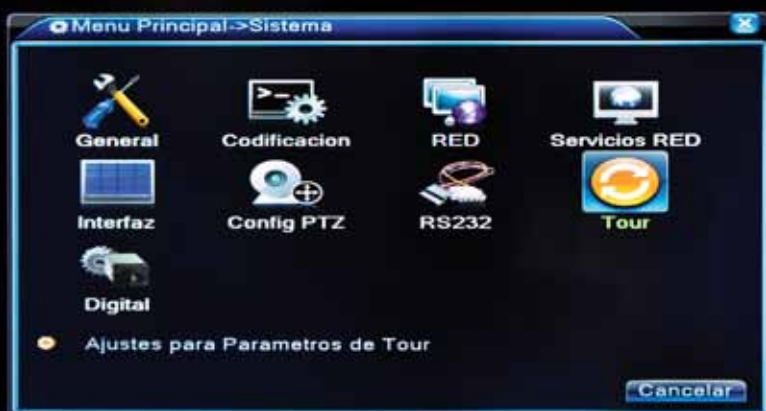 Menu Principal->Sistema
General Codificacion RED Servicios RED
Interfaz Config PTZ RS232 Tour
Digital
Ajustes para Parametros de Tour
Cancelar